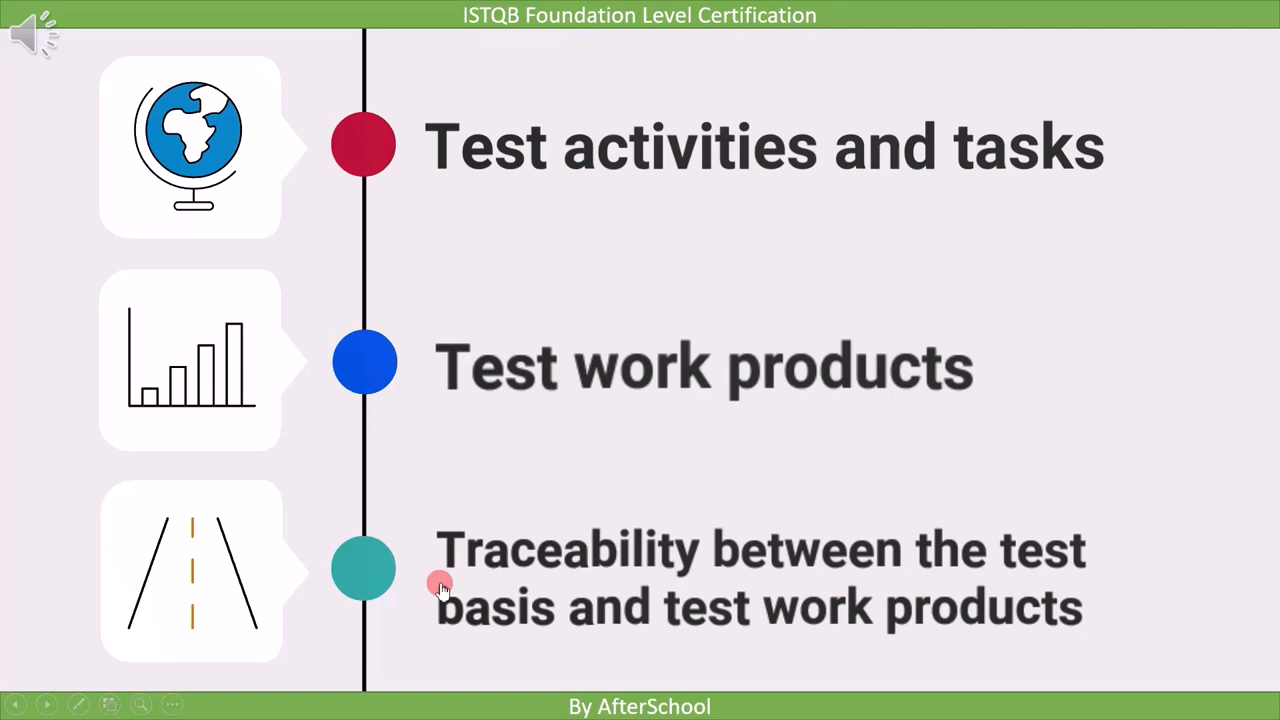 ISTQB Foundation Level Certification
Test activities and tasks
Test work products
Traceability between the test
basis and test work products
By AfterSchool